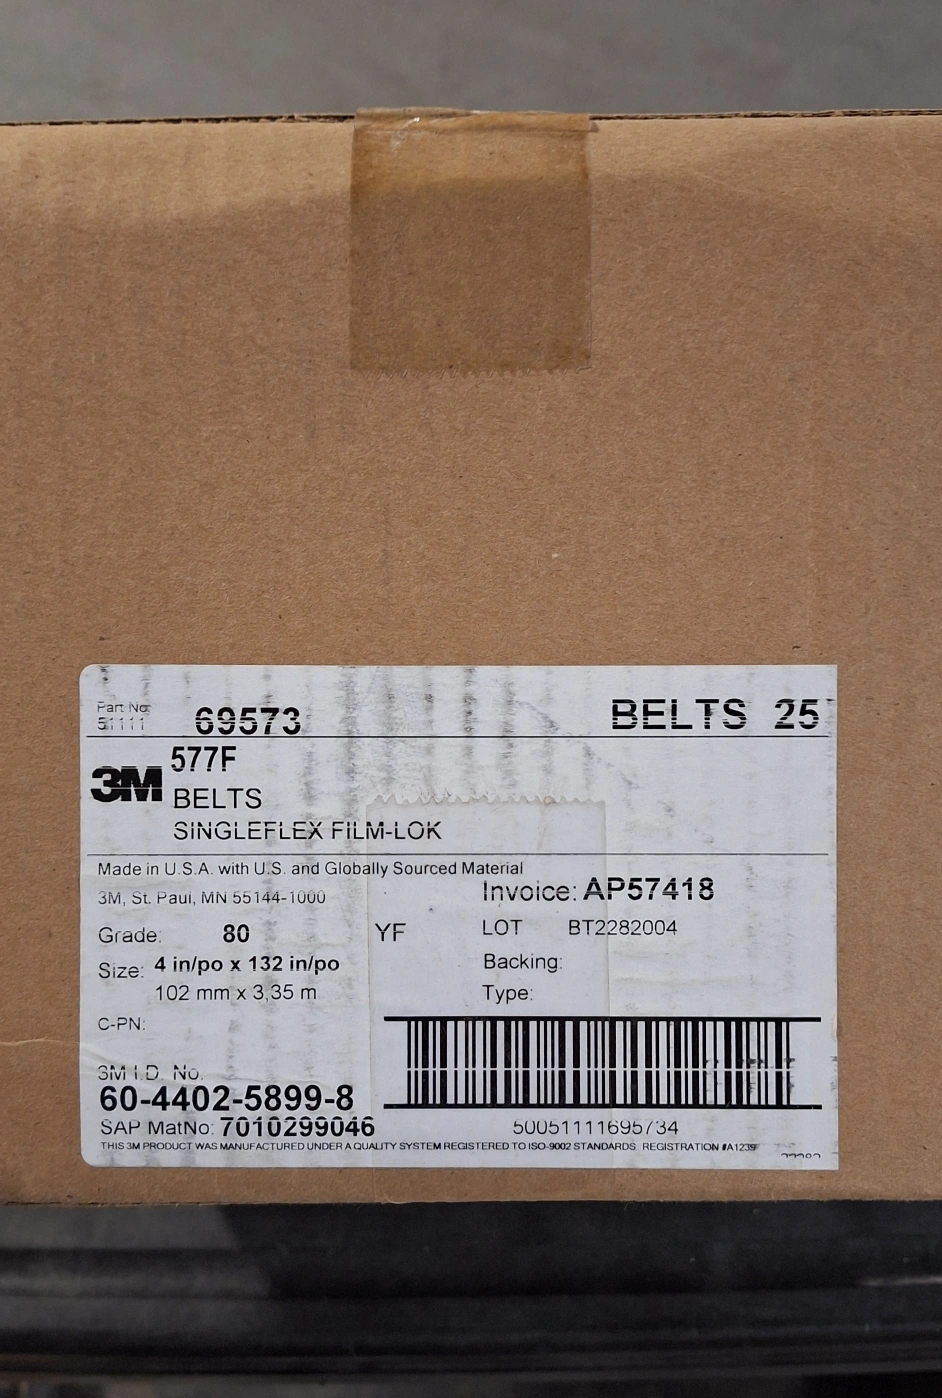 Part No:
51111 69573 BELTS 25
3M 577F
BELTS
SINGLEFLEX FILM-LOK
Made in U.S.A. with U.S. and Globally Sourced Material
3M, St. Paul, MN 55144-1000 Invoice: AP57418
Grade: 80 YF LOT BT2282004
Size: 4 in/po x 132 in/po Backing:
102 mm x 3,35 m Type:
C-PN:
3M I.D. No.
60-4402-5899-8
SAP MatNo: 7010299046 50051111695734
THIS 3M PRODUCT WAS MANUFACTURED UNDER A QUALITY SYSTEM REGISTERED TO ISO-9002 STANDARDS. REGISTRATION #A1239